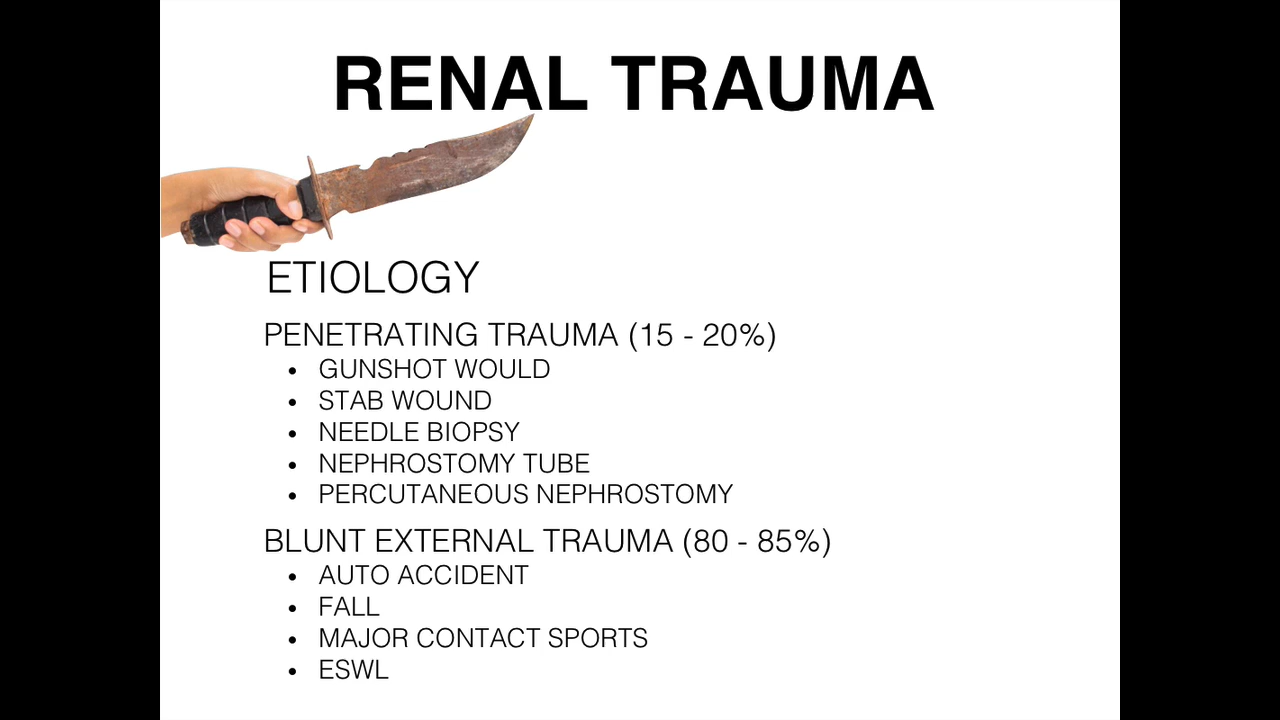 RENAL TRAUMA
ETIOLOGY
PENETRATING TRAUMA (15 - 20%)
• GUNSHOT WOULD
• STAB WOUND
• NEEDLE BIOPSY
• NEPHROSTOMY TUBE
• PERCUTANEOUS NEPHROSTOMY
BLUNT EXTERNAL TRAUMA (80 - 85%)
• AUTO ACCIDENT
• FALL
• MAJOR CONTACT SPORTS
• ESWL